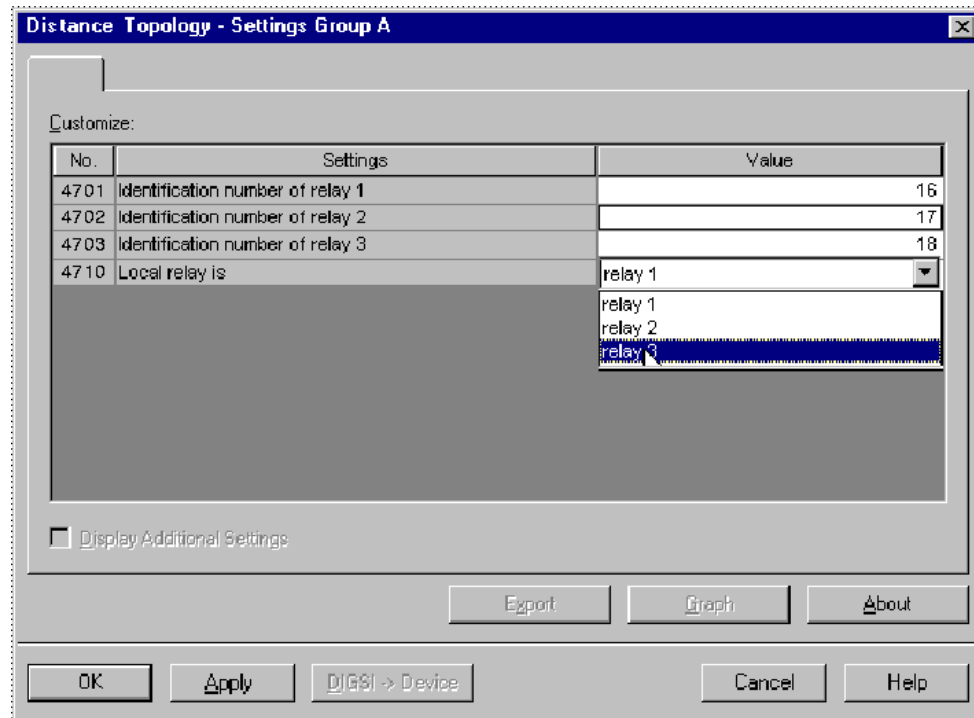 Distance Topology - Settings Group A
Customize:
No. Settings Value
4701 Identification number of relay 1 16
4702 Identification number of relay 2 17
4703 Identification number of relay 3 18
4710 Local relay is relay 1
relay 1
relay 2
relay 3
Display Additional Settings
Export Graph About
OK Apply DIGSI -> Device Cancel Help